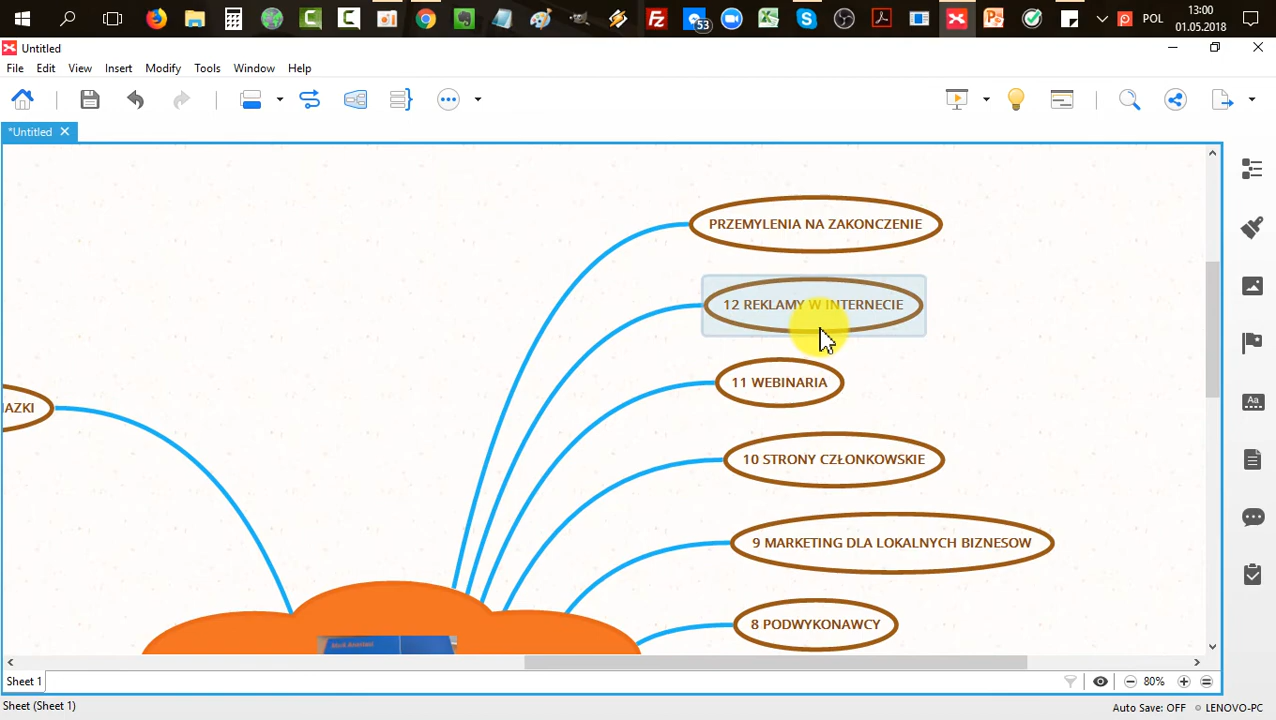 53
POL
13:00
01.05.2018
Untitled
File Edit View Insert Modify Tools Window Help
*Untitled
PRZEMYLENIA NA ZAKONCZENIE
12 REKLAMY W INTERNECIE
11 WEBINARIA
IAZKI
10 STRONY CZŁONKOWSKIE
9 MARKETING DLA LOKALNYCH BIZNESOW
8 PODWYKONAWCY
Aa
Sheet 1
80%
Sheet (Sheet 1)
Auto Save: OFF
LENOVO-PC